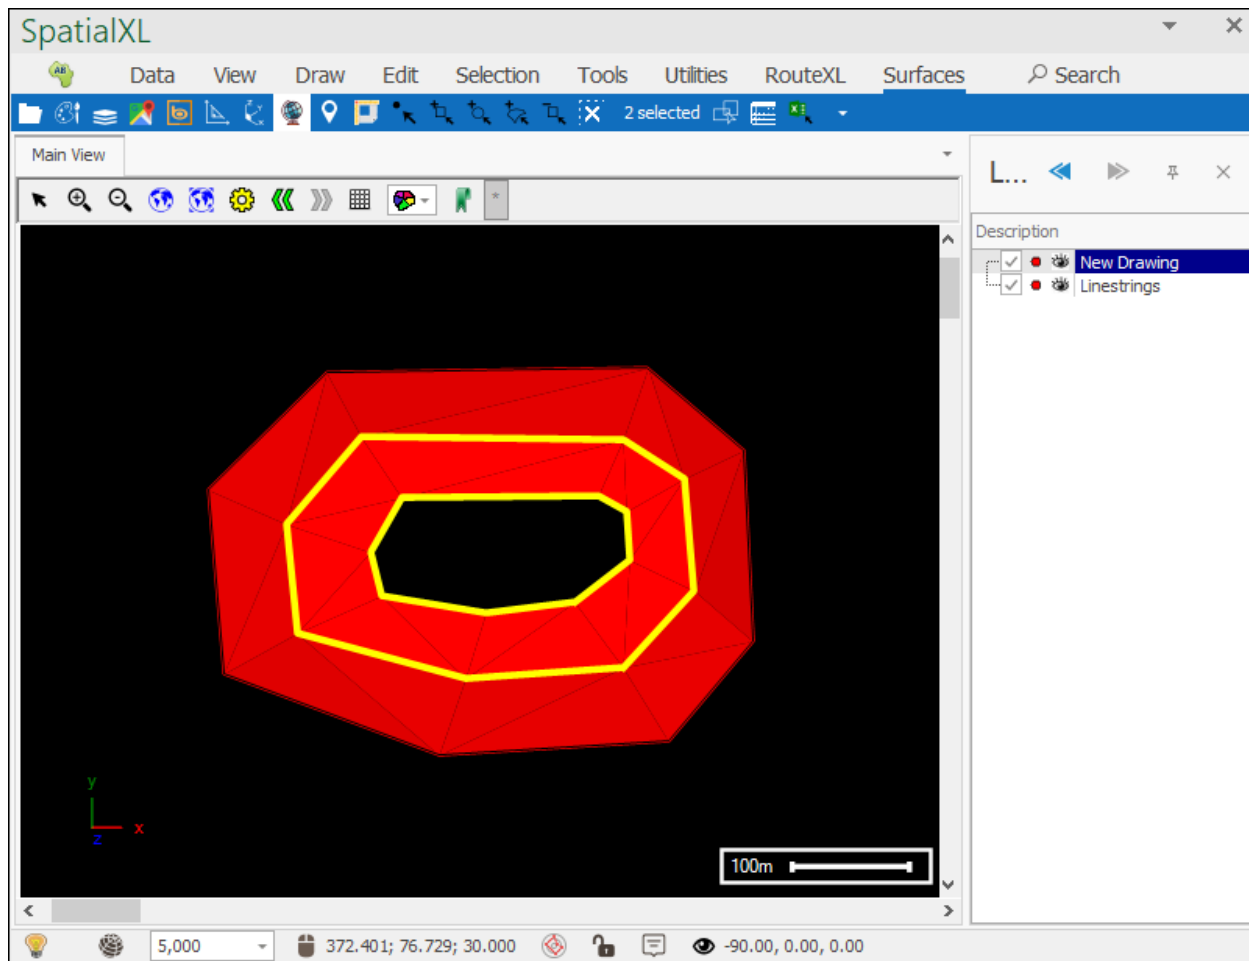 SpatialXL
AB Data View Draw Edit Selection Tools Utilities RouteXL Surfaces Search
2 selected
Main View
L...
*
Description
New Drawing
Linestrings
y
x
z
100m
5,000 372.401; 76.729; 30.000 -90.00, 0.00, 0.00